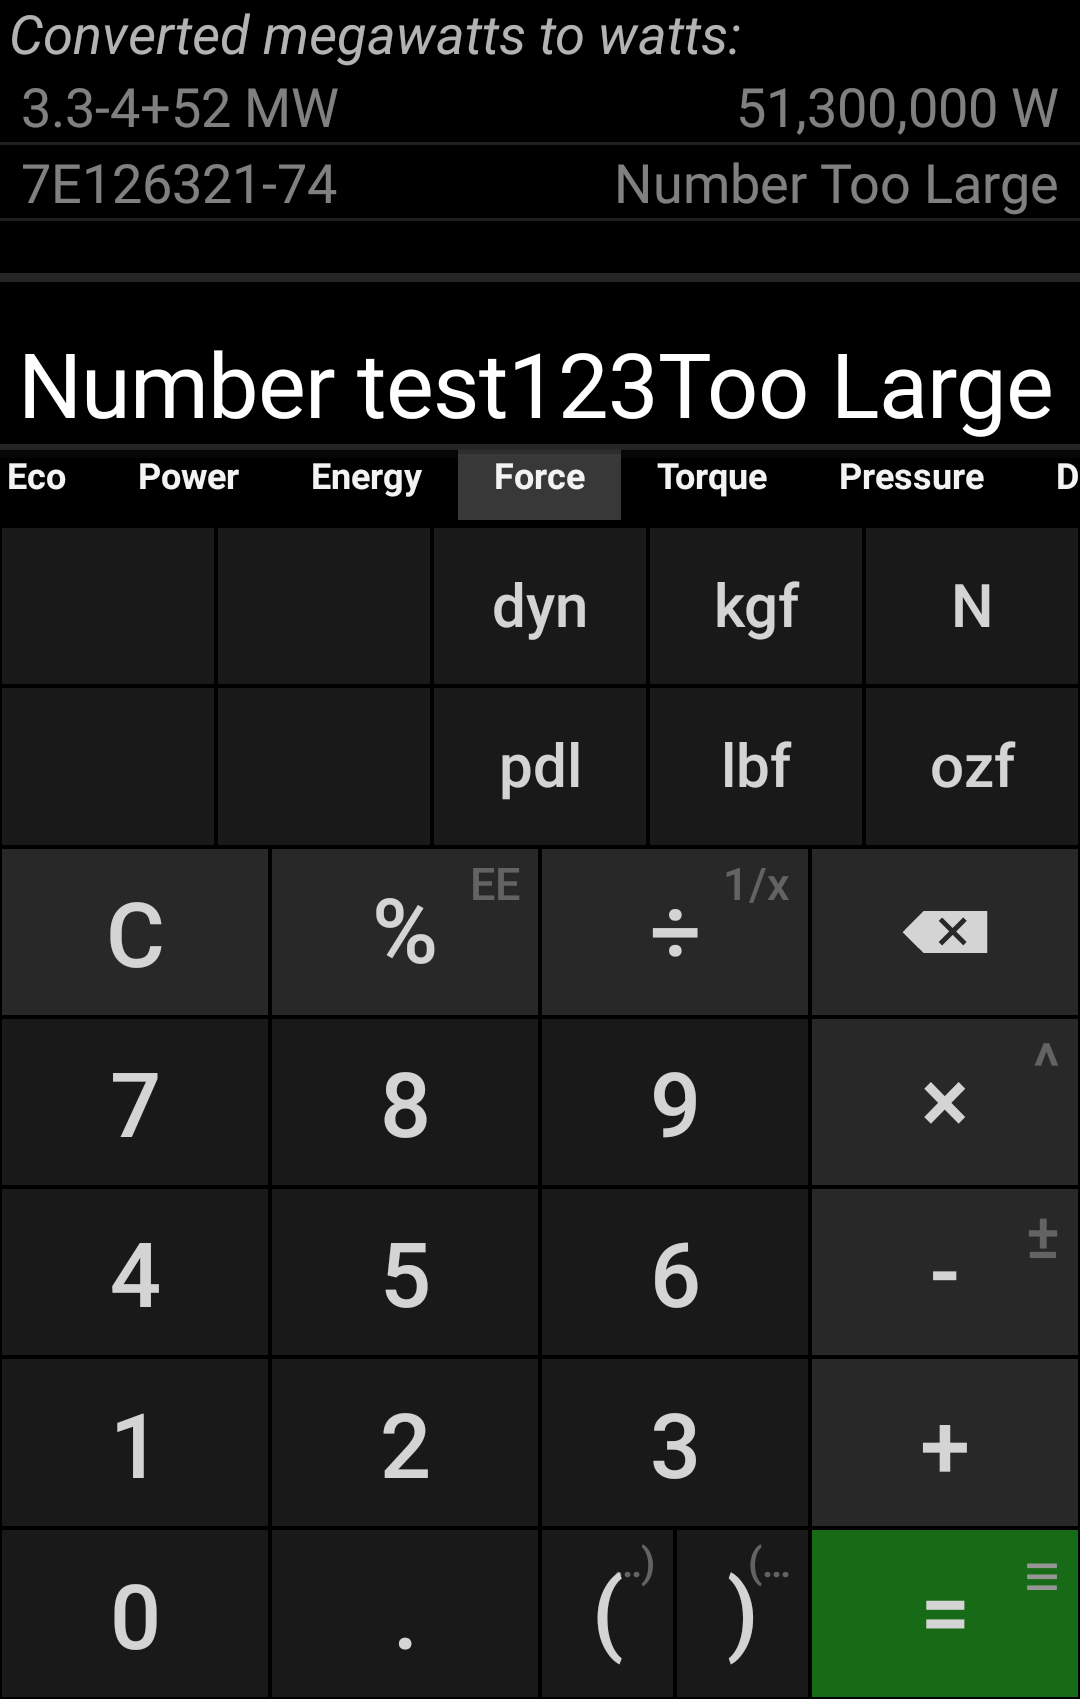 Converted megawatts to watts:
3.3-4+52 MW 51,300,000 W
7E126321-74 Number Too Large
Number test123Too Large
Eco Power Energy Force Torque Pressure D
dyn kgf N
pdl lbf ozf
C % EE ÷ 1/x
7 8 9 × ^
4 5 6 - ±
1 2 3 +
0 . ( ..) ) (... = ≡